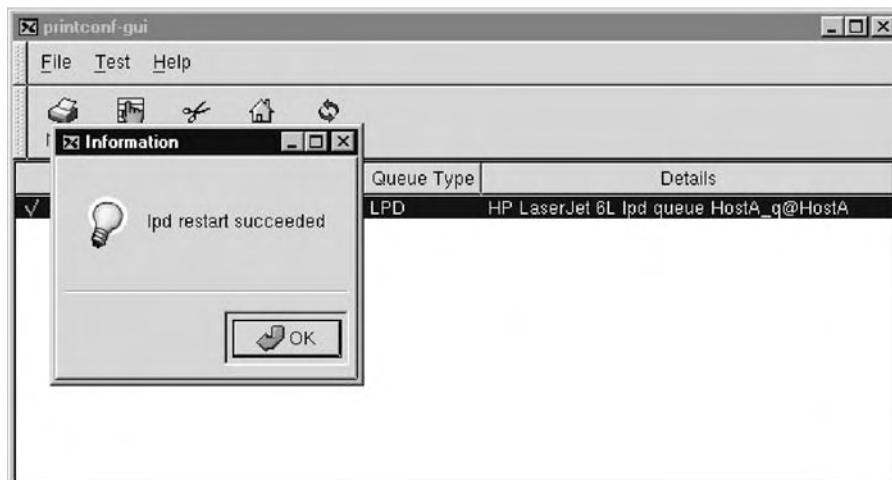 printconf-gui
File Test Help
Information
lpd restart succeeded
OK
Queue Type Details
LPD HP LaserJet 6L lpd queue HostA_q@HostA